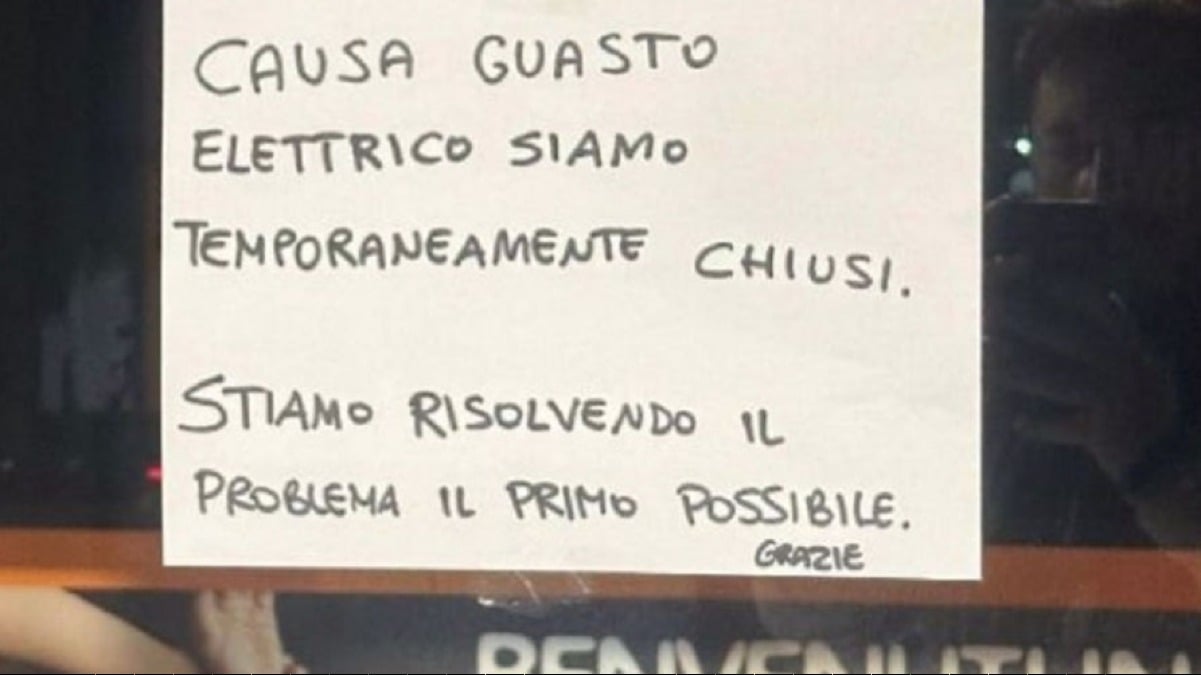 CAUSA GUASTO
ELETTRICO SIAMO
TEMPORANEAMENTE CHIUSI.
STIAMO RISOLVENDO IL
PROBLEMA IL PRIMO POSSIBILE.
GRAZIE